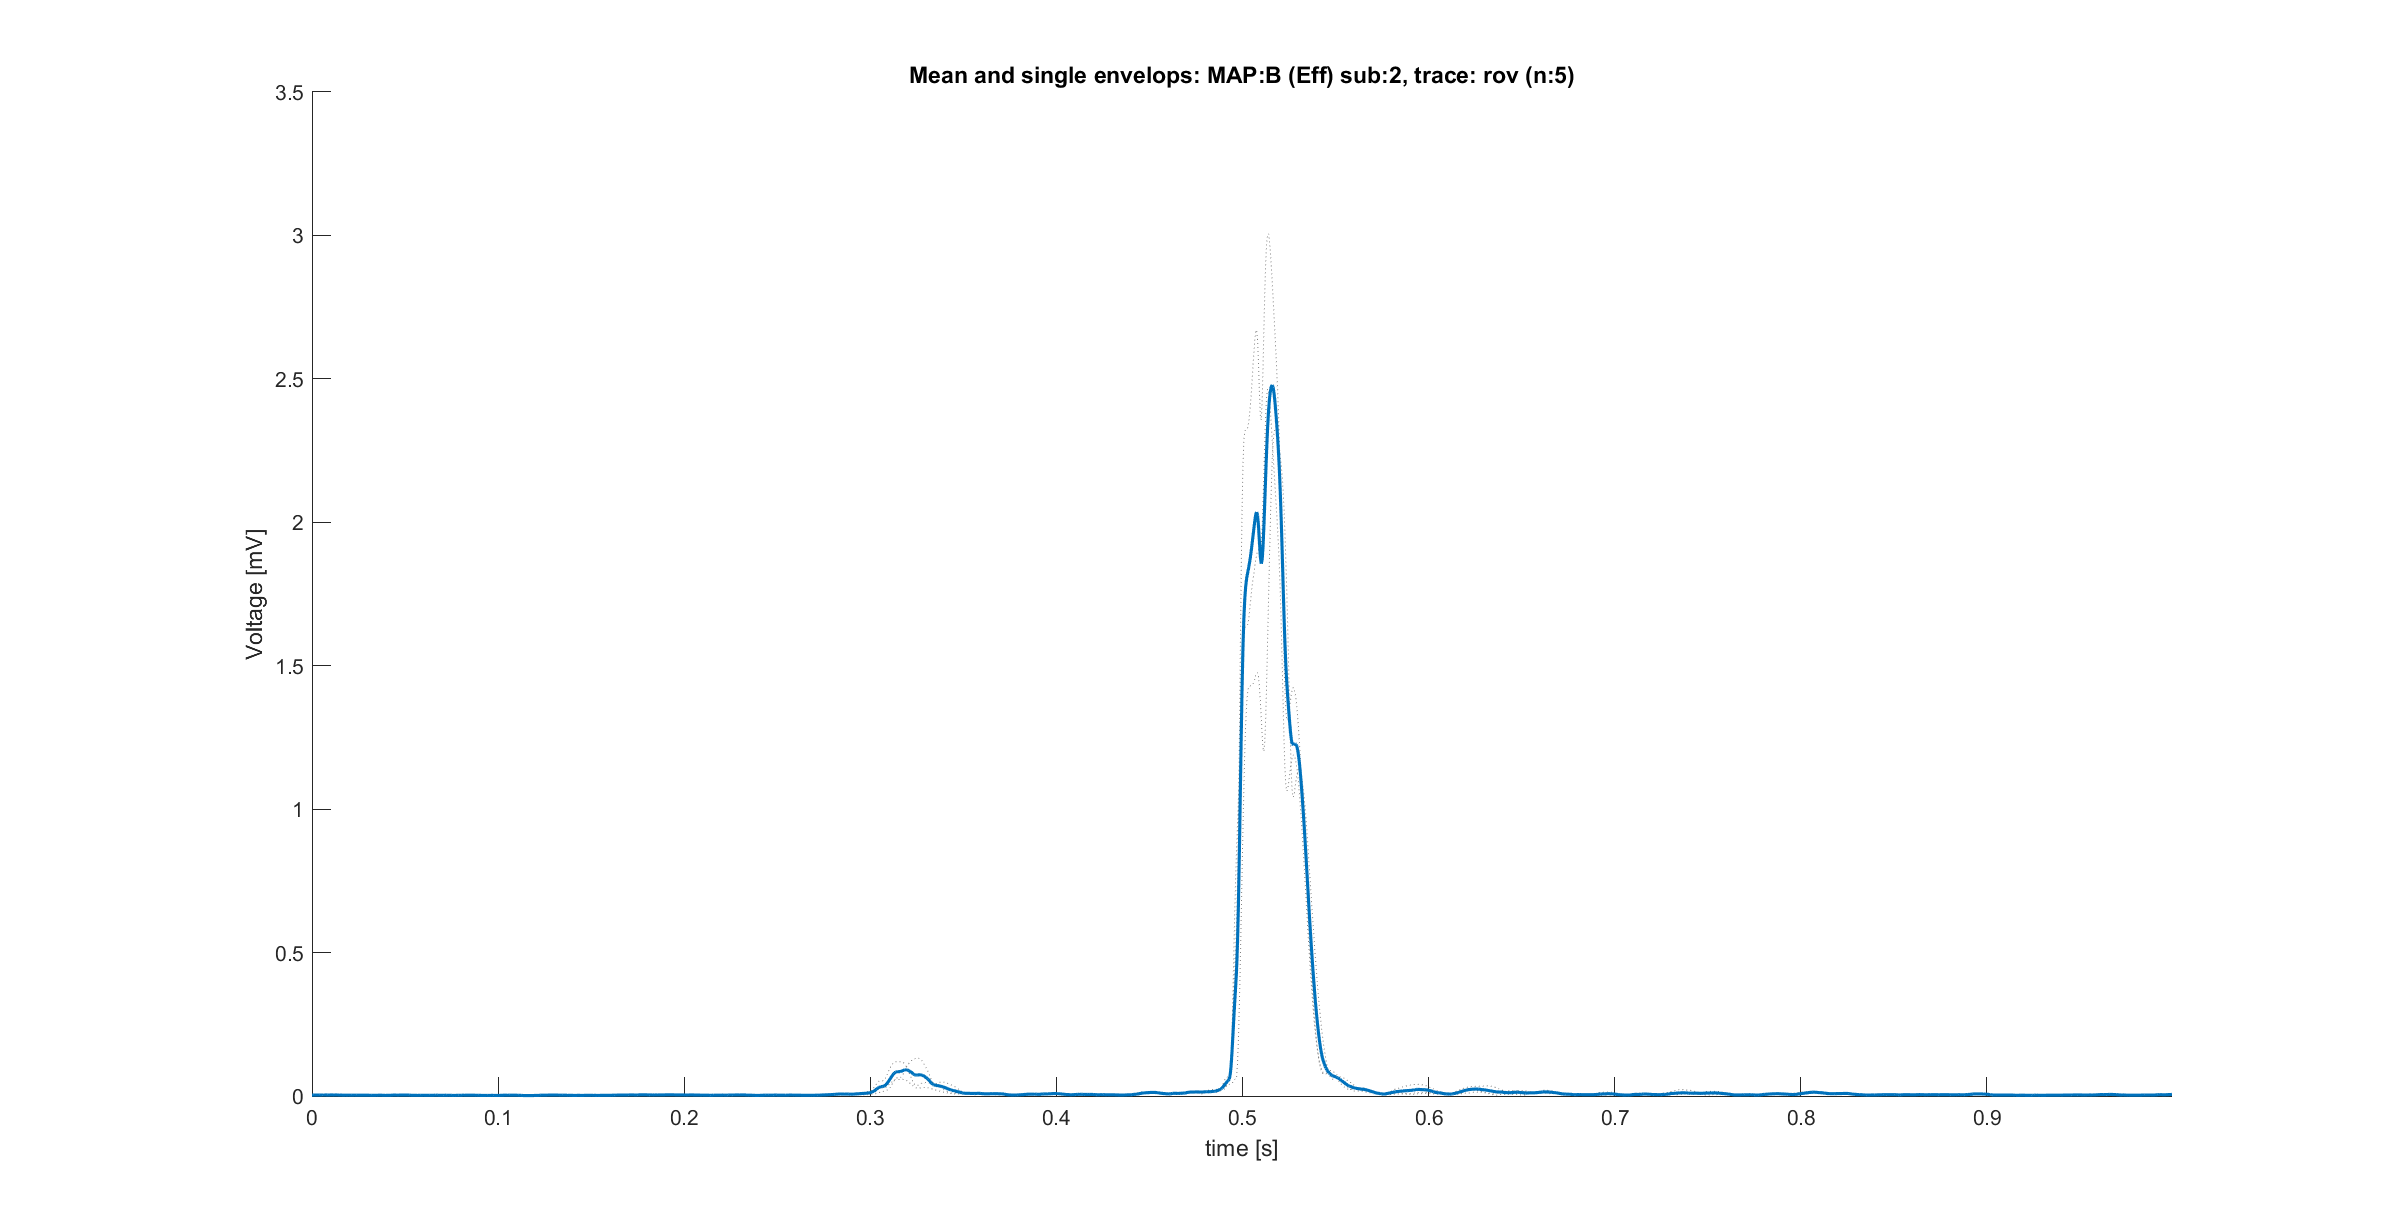 Mean and single envelops: MAP:B (Eff) sub:2, trace: rov (n:5)
3.5
3
2.5
2
1.5
1
0.5
0
Voltage [mV]
0 0.1 0.2 0.3 0.4 0.5 0.6 0.7 0.8 0.9
time [s]